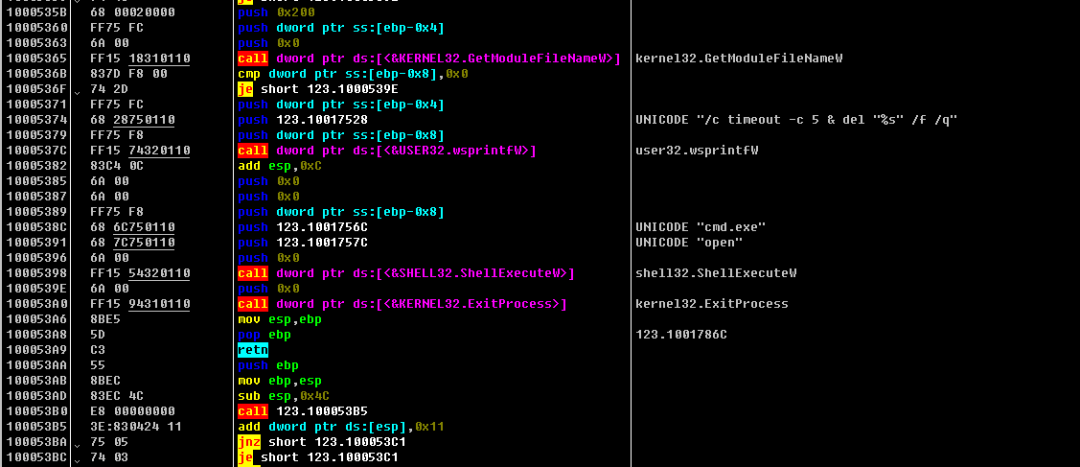 1000535B 68 00020000 push 0x200
10005360 FF75 FC push dword ptr ss:[ebp-0x4]
10005363 6A 00 push 0x0
10005365 FF15 18310110 call dword ptr ds:[<&KERNEL32.GetModuleFileNameW>] kernel32.GetModuleFileNameW
1000536B 837D F8 00 cmp dword ptr ss:[ebp-0x8],0x0
1000536F 74 2D je short 123.1000539E
10005371 FF75 FC push dword ptr ss:[ebp-0x4]
10005374 68 28750110 push 123.10017528 UNICODE "/c timeout -c 5 & del "%s" /f /q"
10005379 FF75 F8 push dword ptr ss:[ebp-0x8]
1000537C FF15 74320110 call dword ptr ds:[<&USER32.wsprintfW>] user32.wsprintfW
10005382 83C4 0C add esp,0xC
10005385 6A 00 push 0x0
10005387 6A 00 push 0x0
10005389 FF75 F8 push dword ptr ss:[ebp-0x8]
1000538C 68 6C750110 push 123.1001756C UNICODE "cmd.exe"
10005391 68 7C750110 push 123.1001757C UNICODE "open"
10005396 6A 00 push 0x0
10005398 FF15 54320110 call dword ptr ds:[<&SHELL32.ShellExecuteW>] shell32.ShellExecuteW
1000539E 6A 00 push 0x0
100053A0 FF15 94310110 call dword ptr ds:[<&KERNEL32.ExitProcess>] kernel32.ExitProcess
100053A6 8BE5 mov esp,ebp
100053A8 5D pop ebp 123.1001786C
100053A9 C3 retn
100053AA 55 push ebp
100053AB 8BEC mov ebp,esp
100053AD 83EC 4C sub esp,0x4C
100053B0 E8 00000000 call 123.100053B5
100053B5 3E:830424 11 add dword ptr ds:[esp],0x11
100053BA 75 05 jnz short 123.100053C1
100053BC 74 03 je short 123.100053C1